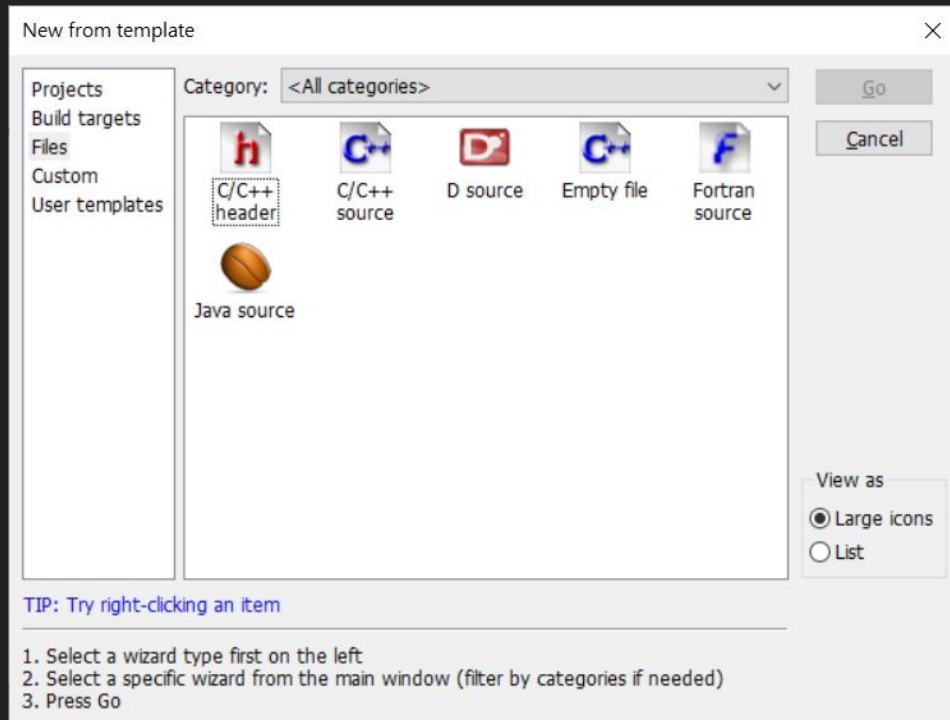 New from template
Projects
Build targets
Files
Custom
User templates
Category: <All categories>
h
C/C++
header
C++
C/C++
source
D
D source
C++
Empty file
F
Fortran
source
Java source
Go
Cancel
View as
Large icons
List
TIP: Try right-clicking an item
1. Select a wizard type first on the left
2. Select a specific wizard from the main window (filter by categories if needed)
3. Press Go